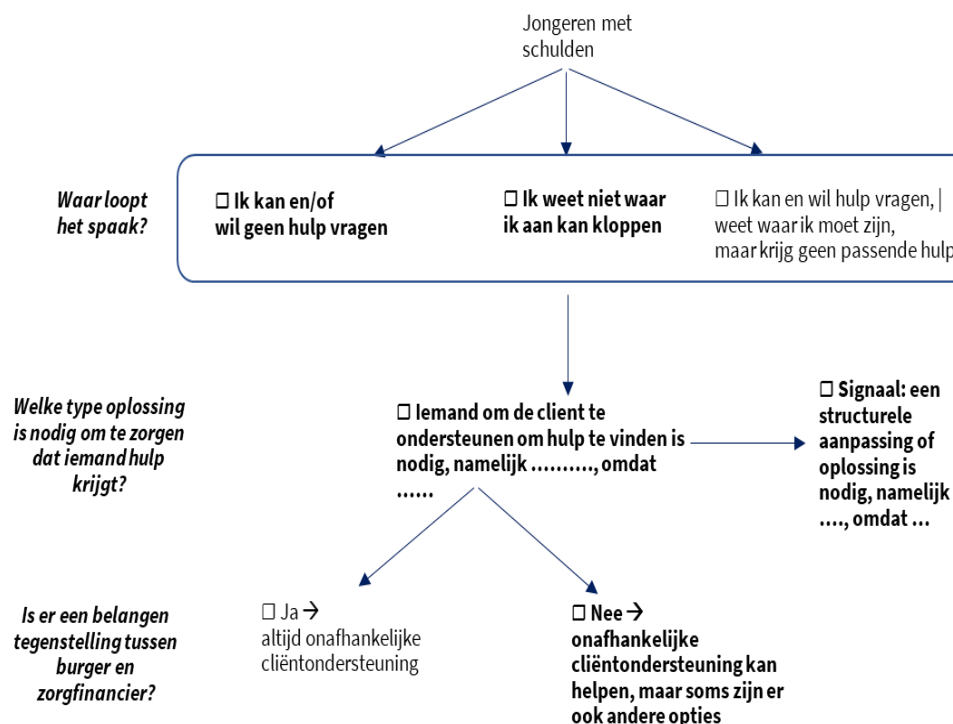 Jongeren met
schulden
Waar loopt
het spaak?
☐ Ik kan en/of
wil geen hulp vragen
☐ Ik weet niet waar
ik aan kan kloppen
☐ Ik kan en wil hulp vragen, |
weet waar ik moet zijn,
maar krijg geen passende hulp
Welke type oplossing
is nodig om te zorgen
dat iemand hulp
krijgt?
☐ Iemand om de client te
ondersteunen om hulp te vinden is
nodig, namelijk ………., omdat
……
☐ Signaal: een
structurele
aanpassing of
oplossing is
nodig, namelijk
…., omdat …
Is er een belangen
tegenstelling tussen
burger en
zorgfinancier?
☐ Ja →
altijd onafhankelijke
cliëntondersteuning
☐ Nee →
onafhankelijke
cliëntondersteuning kan
helpen, maar soms zijn er
ook andere opties